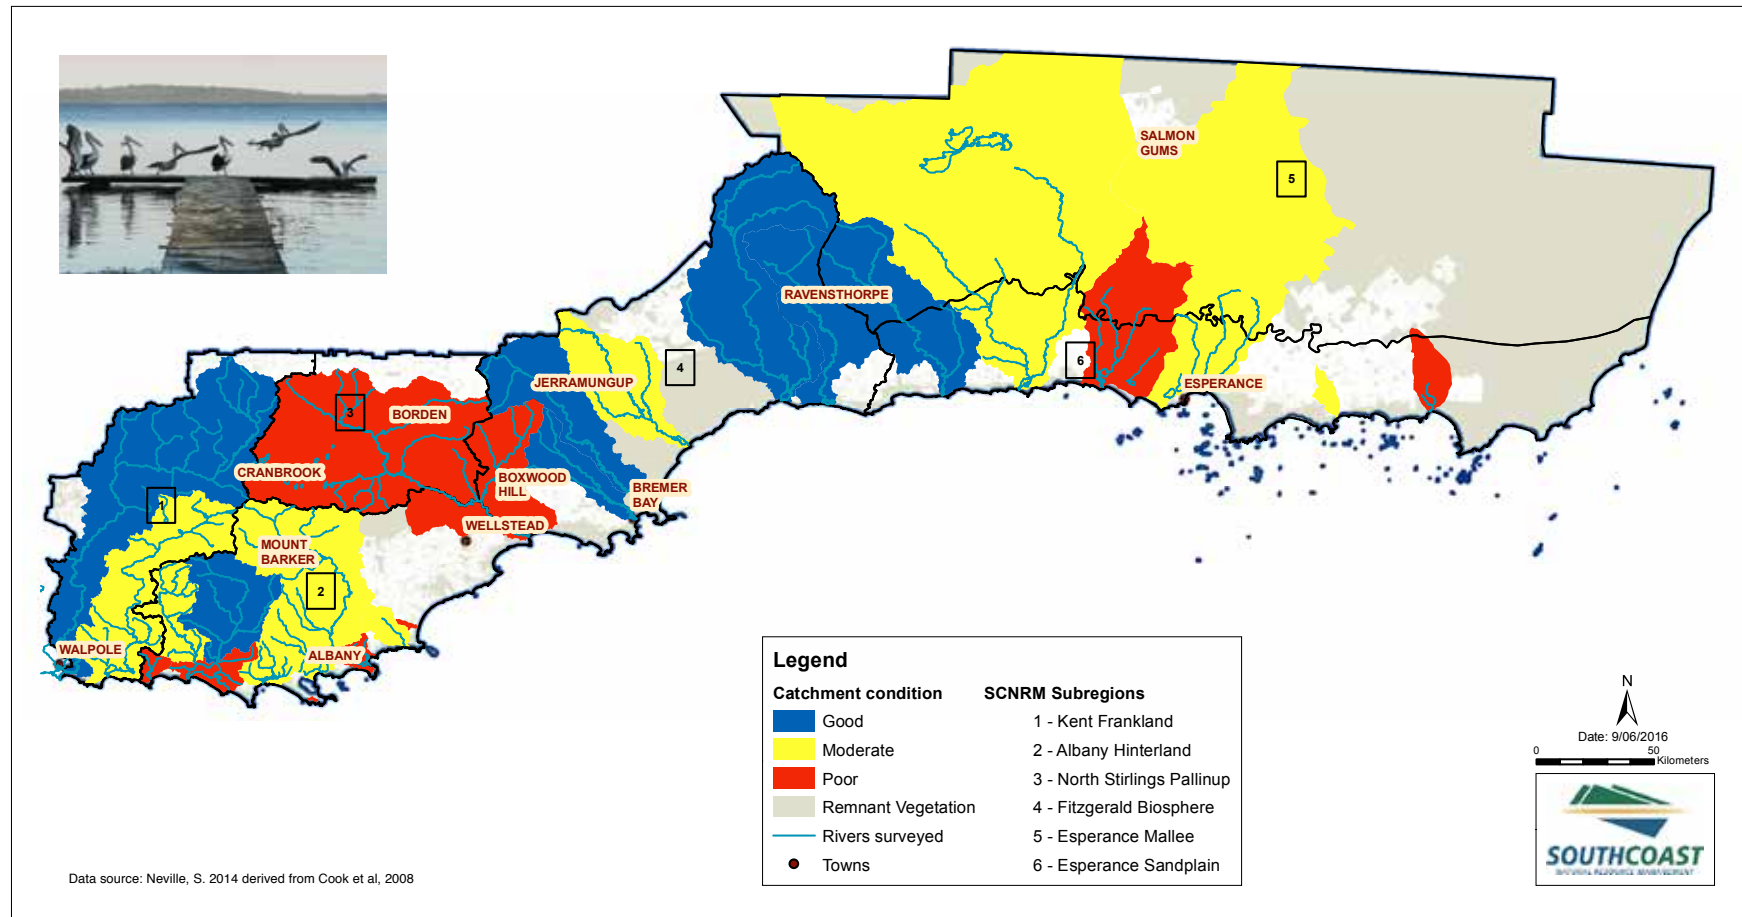 SALMON
GUMS
5
RAVENSTHORPE
6
4
JERRAMUNGUP
ESPERANCE
3
BORDEN
CRANBROOK
BOXWOOD
HILL
BREMER
BAY
1
WELLSTEAD
MOUNT
BARKER
2
WALPOLE
ALBANY
Legend
Catchment condition
Good
Moderate
Poor
Remnant Vegetation
Rivers surveyed
Towns
SCNRM Subregions
1 - Kent Frankland
2 - Albany Hinterland
3 - North Stirlings Pallinup
4 - Fitzgerald Biosphere
5 - Esperance Mallee
6 - Esperance Sandplain
N
Date: 9/06/2016
0 50
Kilometers
SOUTHCOAST
NATURAL RESOURCE MANAGEMENT
Data source: Neville, S. 2014 derived from Cook et al, 2008